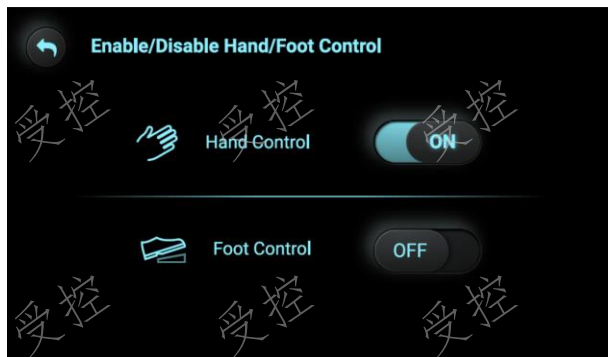 Enable/Disable Hand/Foot Control
受控 受控 受控
Hand Control ON
Foot Control OFF
受控 受控 受控